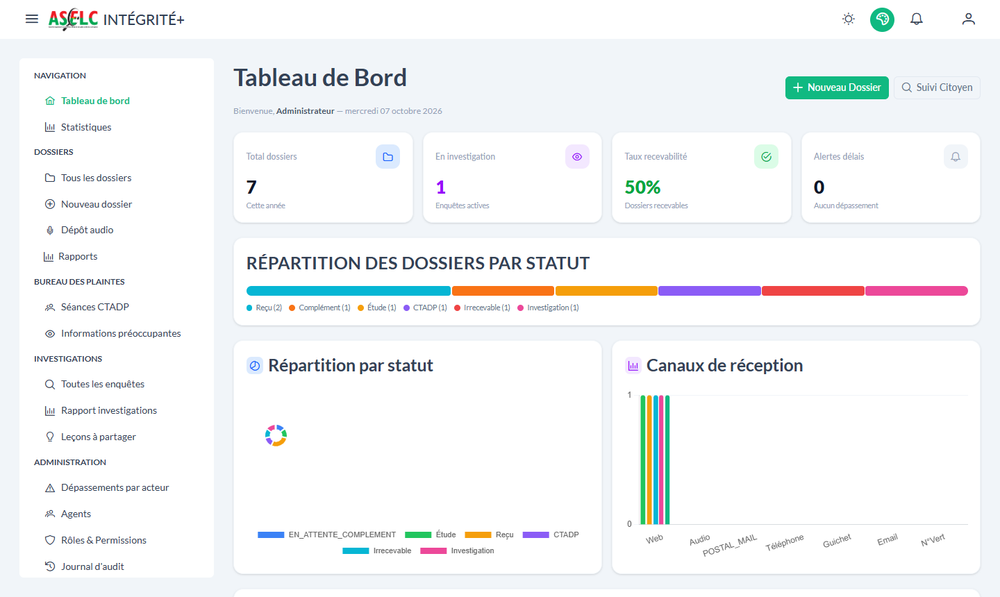 ASCLC INTÉGRITÉ+
NAVIGATION
Tableau de bord
Statistiques
DOSSIERS
Tous les dossiers
Nouveau dossier
Dépôt audio
Rapports
BUREAU DES PLAINTES
Séances CTADP
Informations préoccupantes
INVESTIGATIONS
Toutes les enquêtes
Rapport investigations
Leçons à partager
ADMINISTRATION
Dépassements par acteur
Agents
Rôles & Permissions
Journal d'audit
Tableau de Bord
Bienvenue, Administrateur — mercredi 07 octobre 2026
Nouveau Dossier
Suivi Citoyen
Total dossiers
7
Cette année
En investigation
1
Enquêtes actives
Taux recevabilité
50%
Dossiers recevables
Alertes délais
0
Aucun dépassement
RÉPARTITION DES DOSSIERS PAR STATUT
Reçu (2) Complément (1) Étude (1) CTADP (1) Irrecevable (1) Investigation (1)
Répartition par statut
EN_ATTENTE_COMPLEMENT Étude Reçu CTADP
Irrecevable Investigation
Canaux de réception
1
0
Web Audio POSTAL_MAIL Téléphone Guichet Email N°Vert